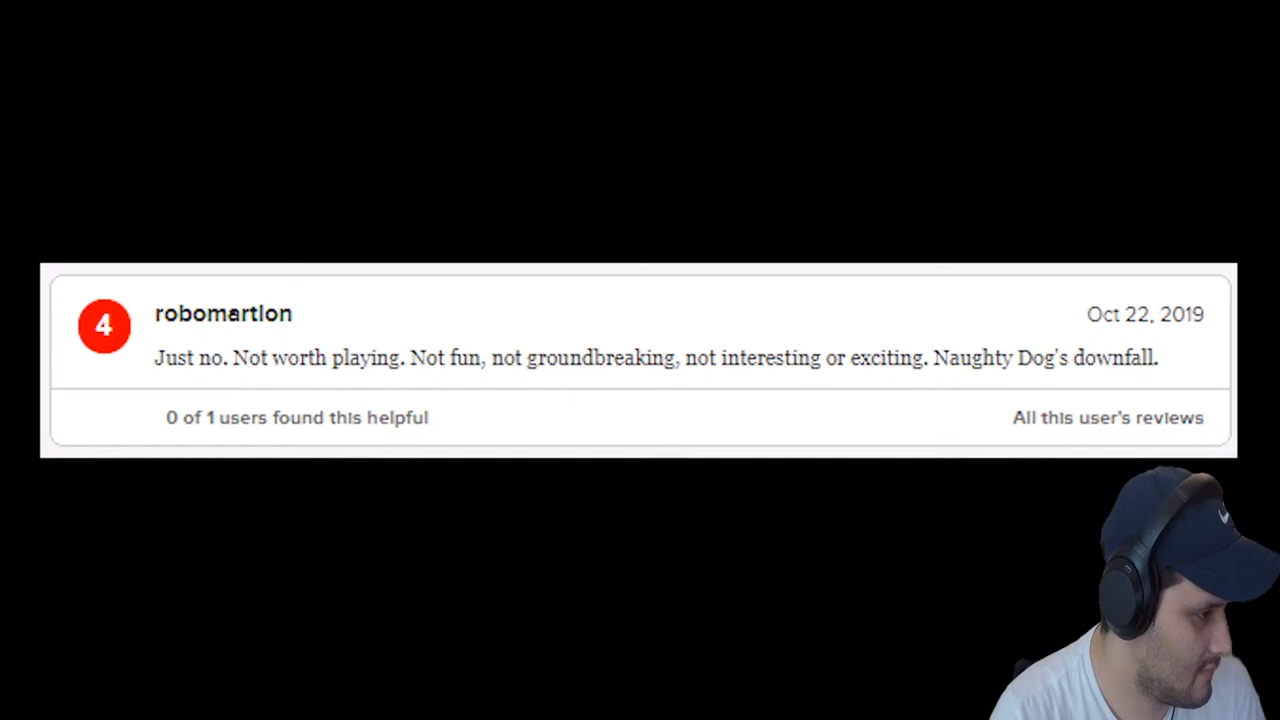 4
robomartion
Oct 22, 2019
Just no. Not worth playing. Not fun, not groundbreaking, not interesting or exciting. Naughty Dog's downfall.
0 of 1 users found this helpful
All this user's reviews